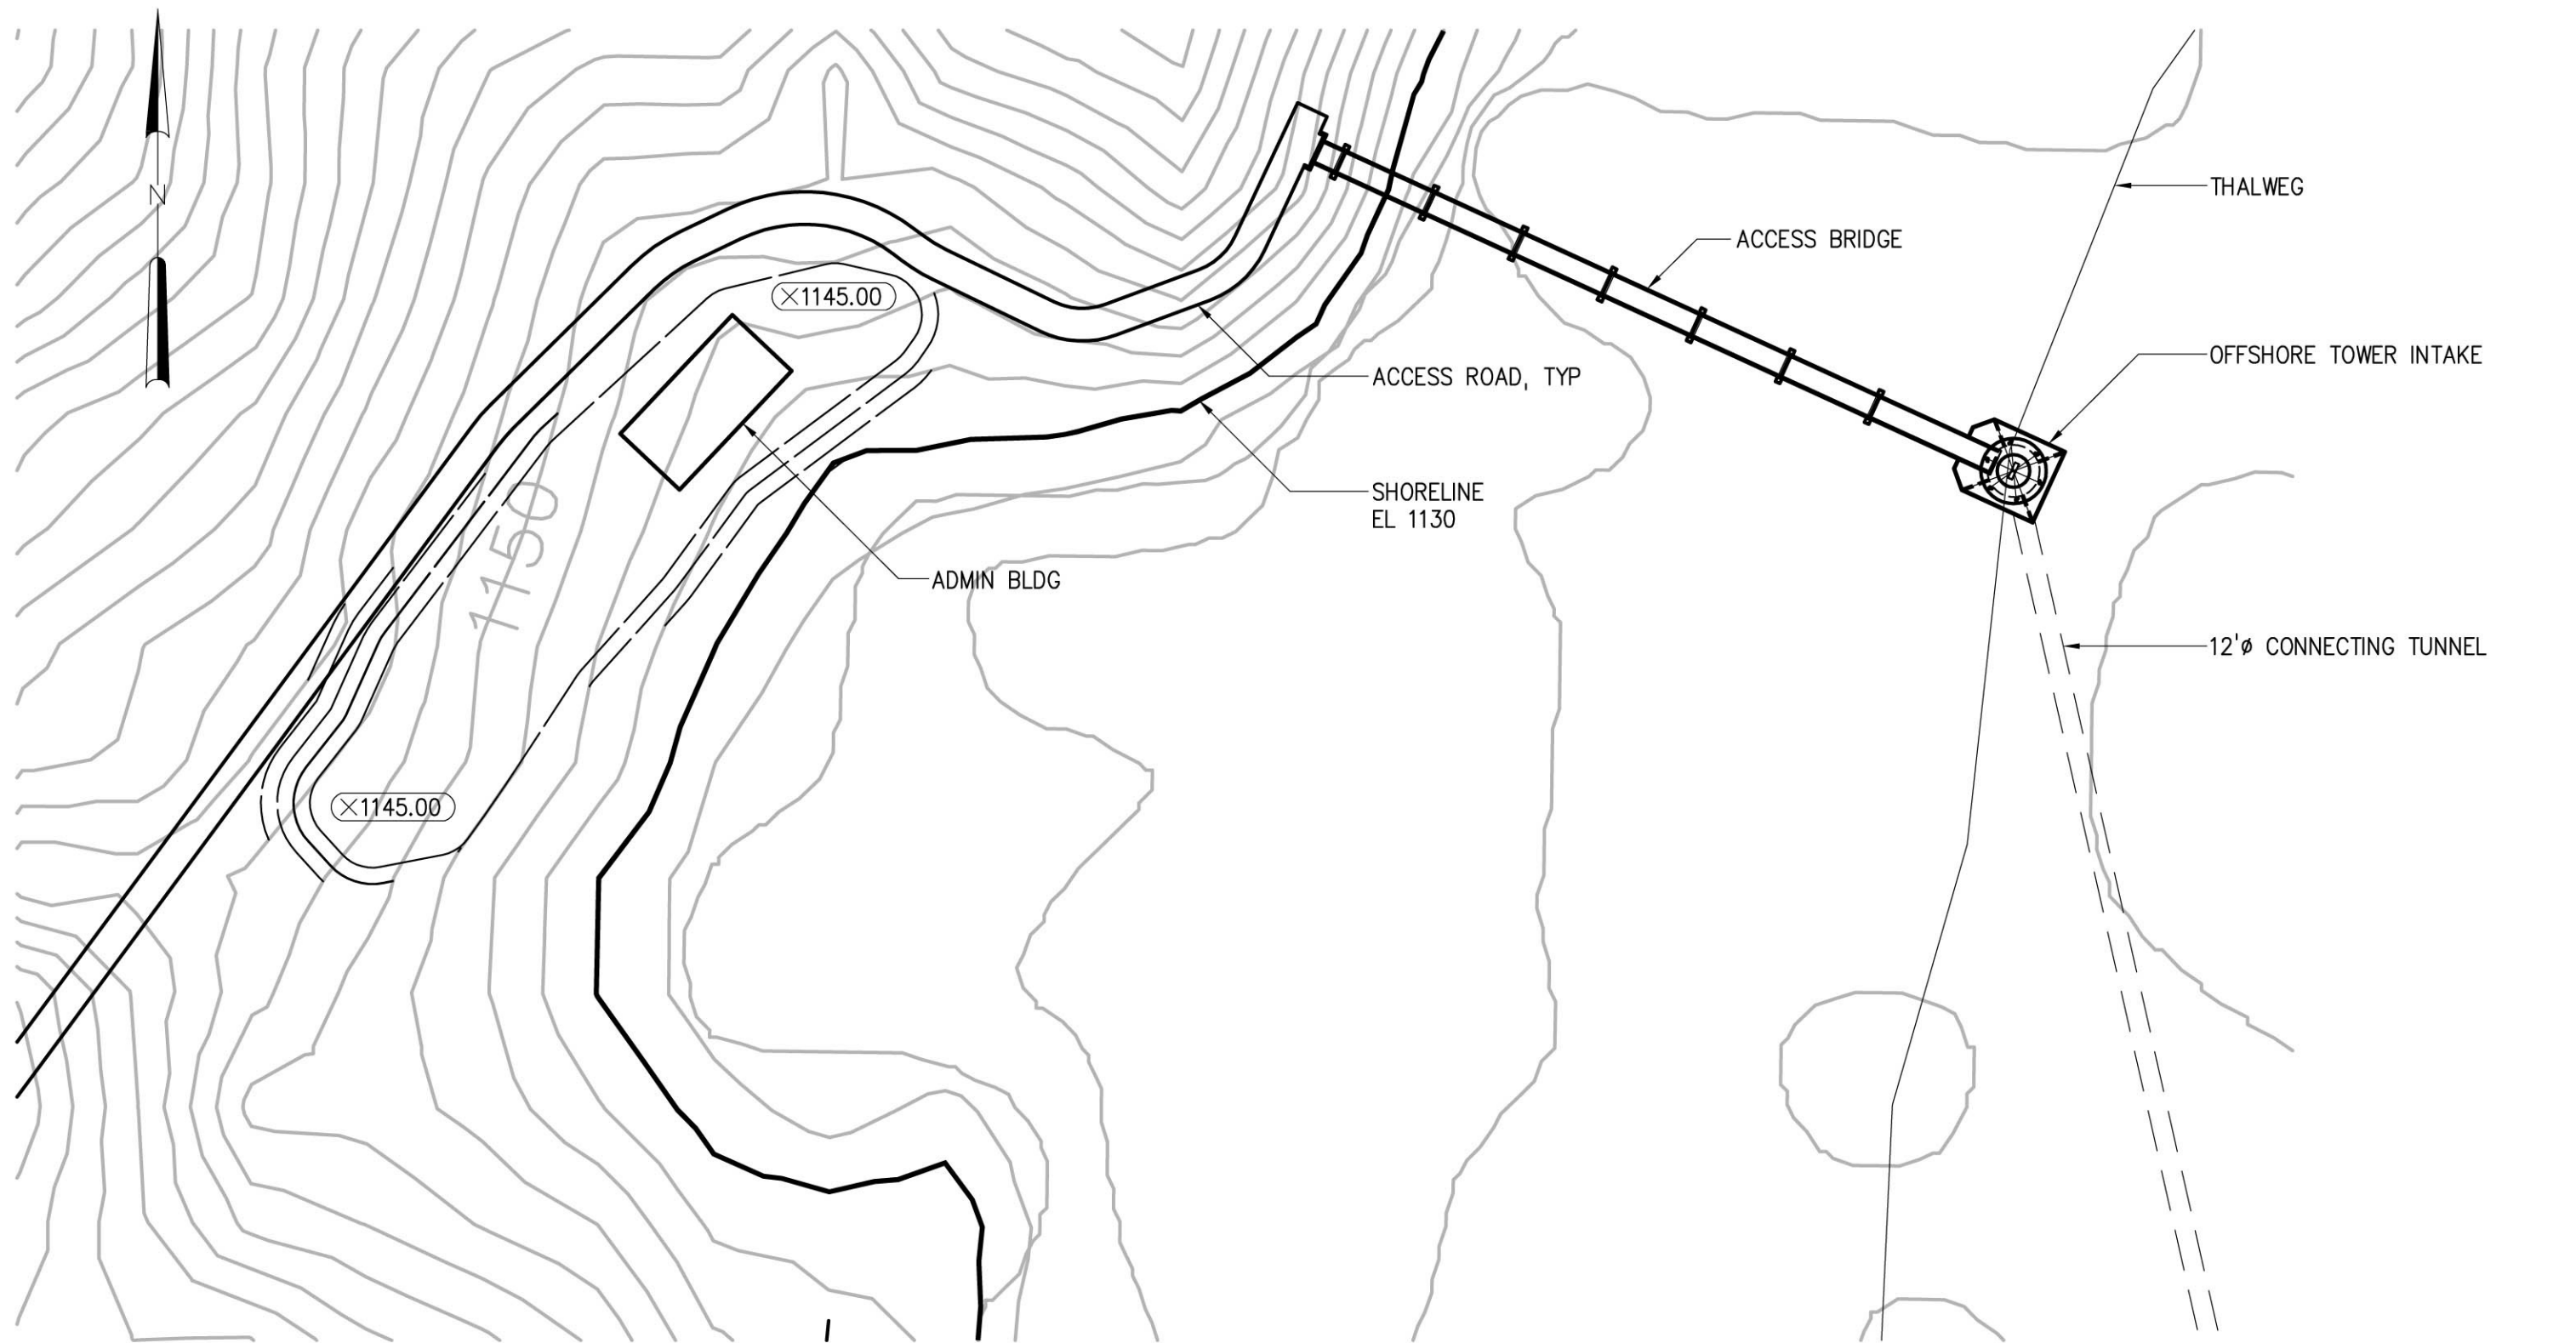 N
THALWEG
ACCESS BRIDGE
×1145.00
OFFSHORE TOWER INTAKE
ACCESS ROAD, TYP
SHORELINE
EL 1130
1150
ADMIN BLDG
12'ø CONNECTING TUNNEL
×1145.00